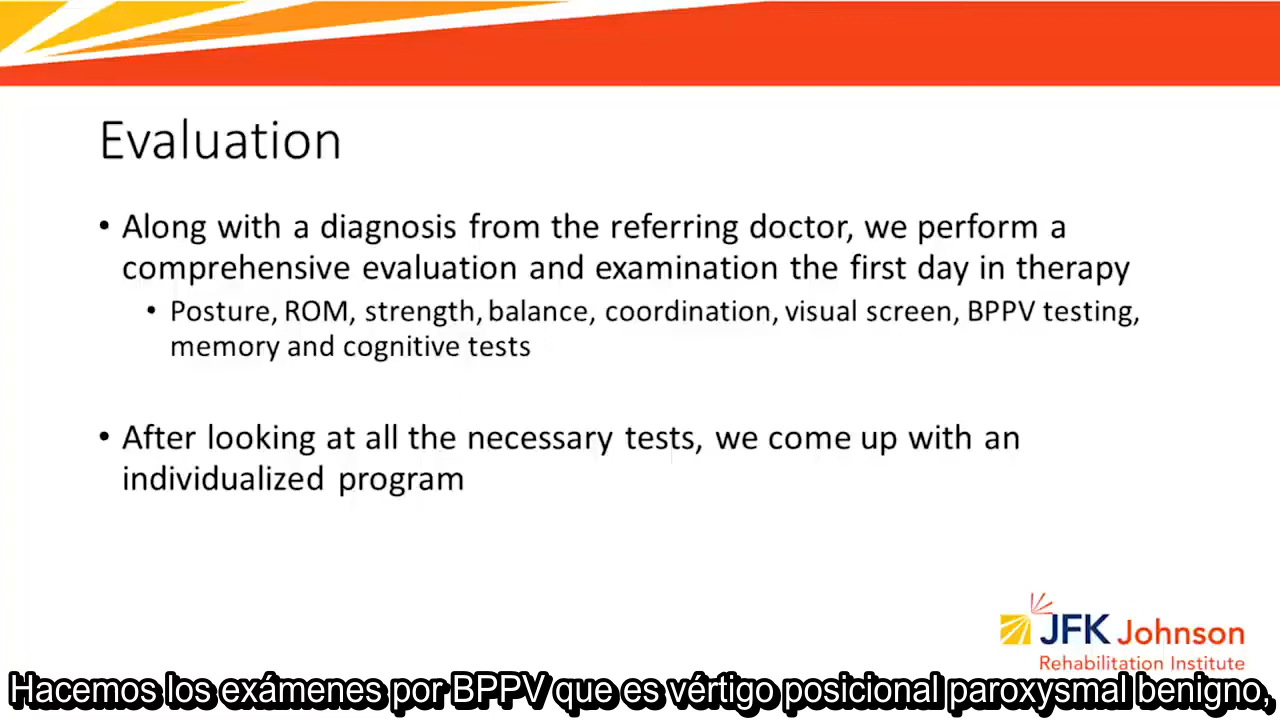 Evaluation
• Along with a diagnosis from the referring doctor, we perform a
comprehensive evaluation and examination the first day in therapy
• Posture, ROM, strength, balance, coordination, visual screen, BPPV testing,
memory and cognitive tests
• After looking at all the necessary tests, we come up with an
individualized program
JFK Johnson
Rehabilitation Institute
Hacemos los exámenes por BPPV que es vértigo posicional paroxysmal benigno,